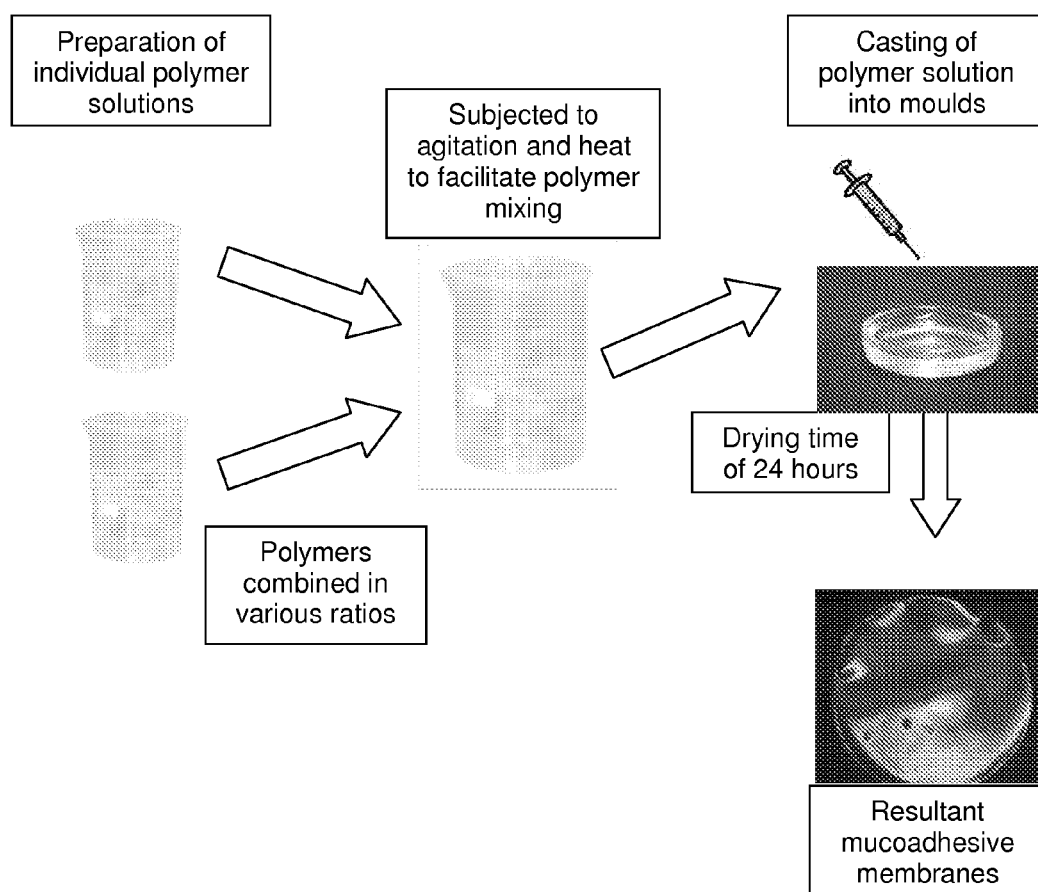 Preparation of
individual polymer
solutions
Subjected to
agitation and heat
to facilitate polymer
mixing
Casting of
polymer solution
into moulds
Polymers
combined in
various ratios
Drying time
of 24 hours
Resultant
mucoadhesive
membranes